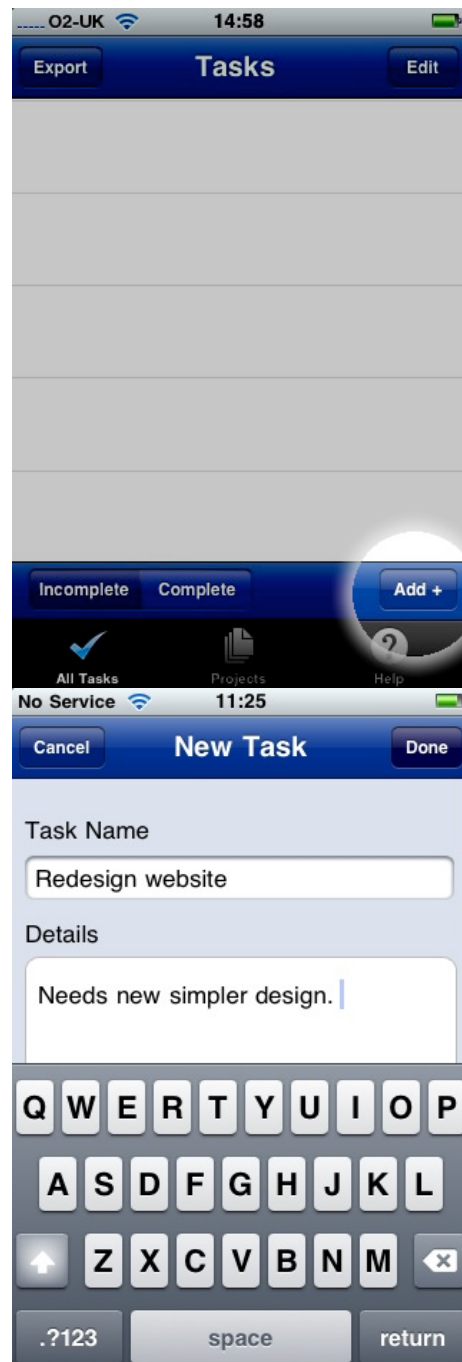 ..... O2-UK 14:58
Export Tasks Edit
Incomplete Complete Add +
All Tasks Projects Help
No Service 11:25
Cancel New Task Done
Task Name
Redesign website
Details
Needs new simpler design.
Q W E R T Y U I O P
A S D F G H J K L
Z X C V B N M
.?123 space return